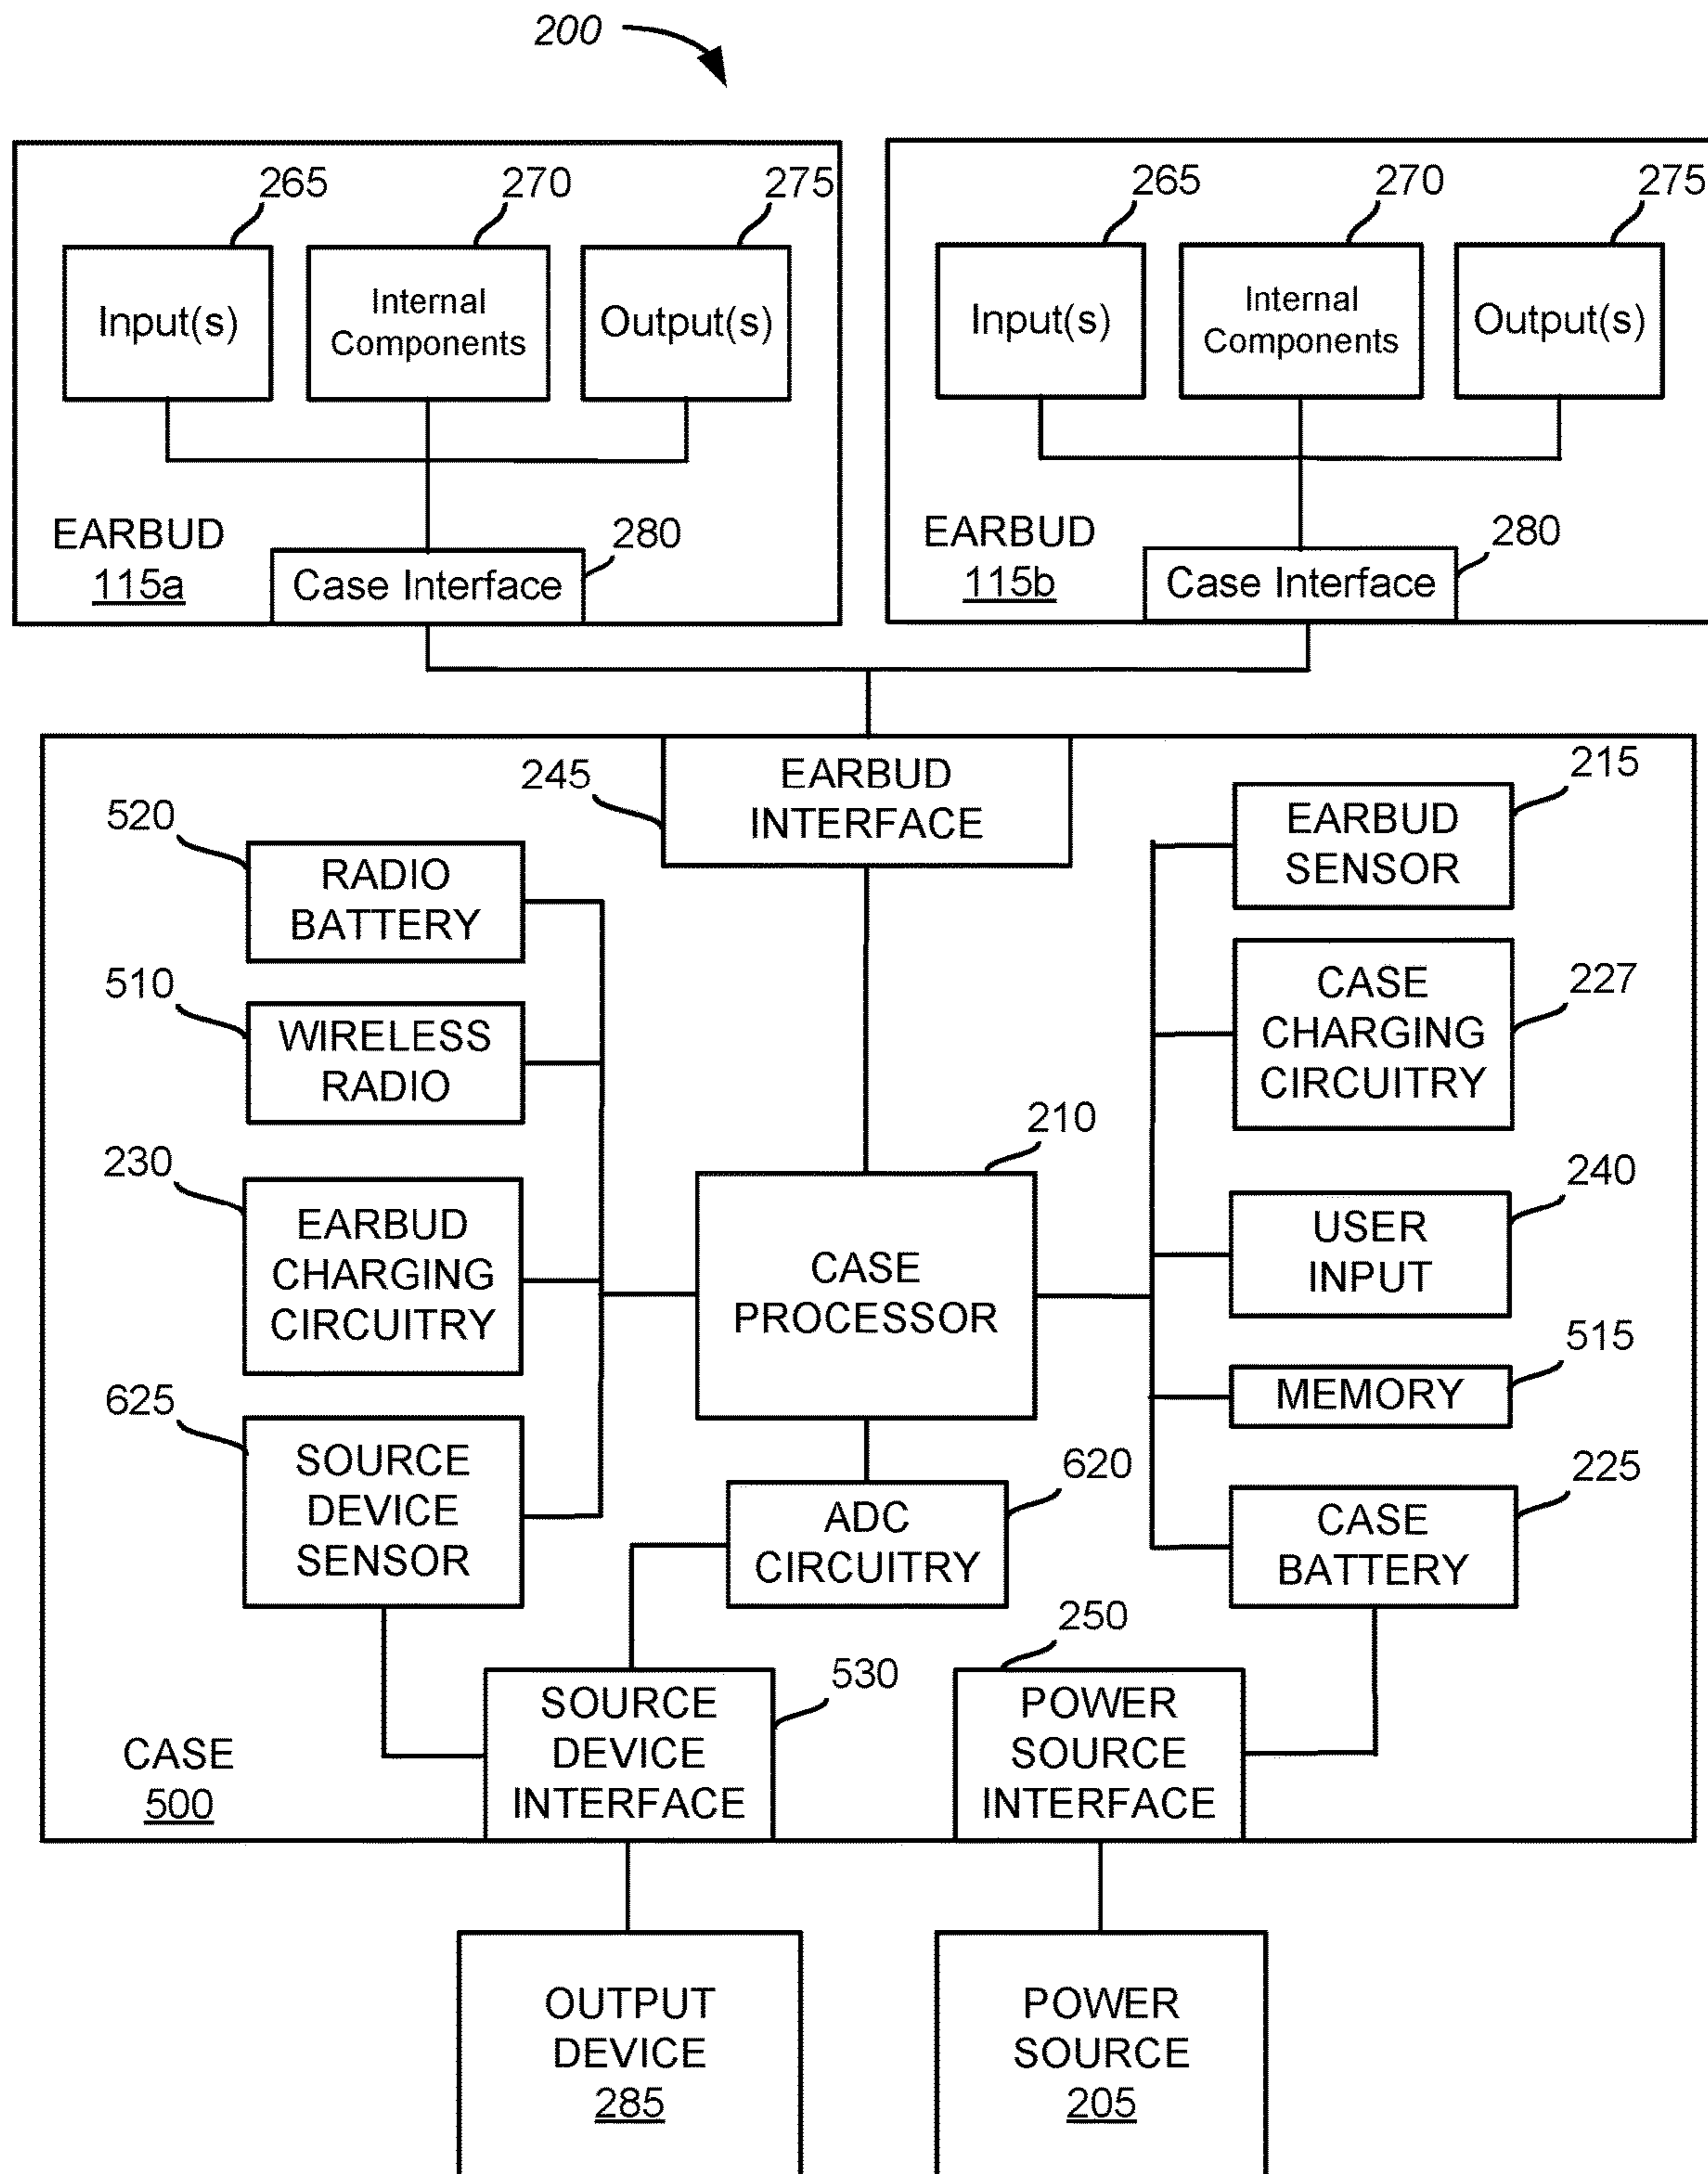 200
265
270
275
265
270
275
Input(s)
Internal
Components
Output(s)
Input(s)
Internal
Components
Output(s)
EARBUD
115a
280
Case Interface
EARBUD
115b
280
Case Interface
245
EARBUD
INTERFACE
215
EARBUD
SENSOR
520
RADIO
BATTERY
227
CASE
CHARGING
CIRCUITRY
510
WIRELESS
RADIO
210
CASE
PROCESSOR
230
EARBUD
CHARGING
CIRCUITRY
240
USER
INPUT
515
MEMORY
625
SOURCE
DEVICE
SENSOR
620
ADC
CIRCUITRY
225
CASE
BATTERY
250
POWER
SOURCE
INTERFACE
530
SOURCE
DEVICE
INTERFACE
CASE
500
OUTPUT
DEVICE
285
POWER
SOURCE
205